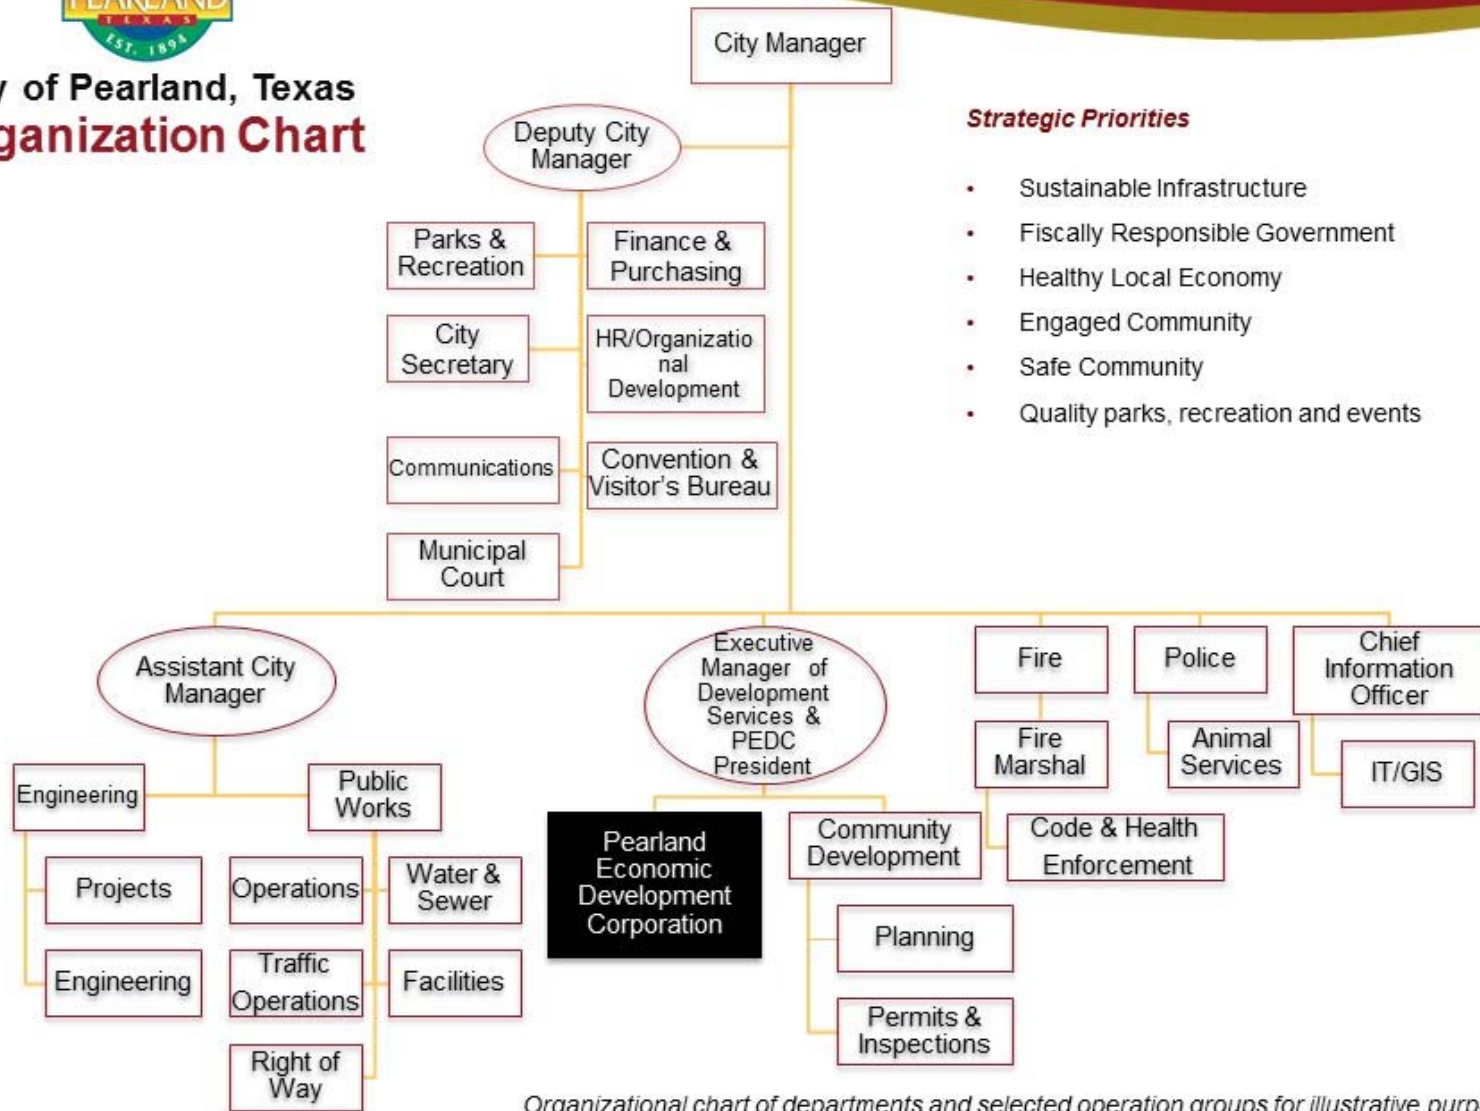 PEARLAND
TEXAS
EST. 1894
y of Pearland, Texas
ganization Chart
City Manager
Deputy City
Manager
Strategic Priorities
• Sustainable Infrastructure
• Fiscally Responsible Government
• Healthy Local Economy
• Engaged Community
• Safe Community
• Quality parks, recreation and events
Parks &
Recreation
Finance &
Purchasing
City
Secretary
HR/Organizatio
nal
Development
Communications
Convention &
Visitor's Bureau
Municipal
Court
Assistant City
Manager
Executive
Manager of
Development
Services &
PEDC
President
Fire
Police
Chief
Information
Officer
Fire
Marshal
Animal
Services
IT/GIS
Engineering
Public
Works
Pearland
Economic
Development
Corporation
Community
Development
Code & Health
Enforcement
Projects
Operations
Water &
Sewer
Planning
Engineering
Traffic
Operations
Facilities
Permits &
Inspections
Right of
Way
Organizational chart of departments and selected operation groups for illustrative purp